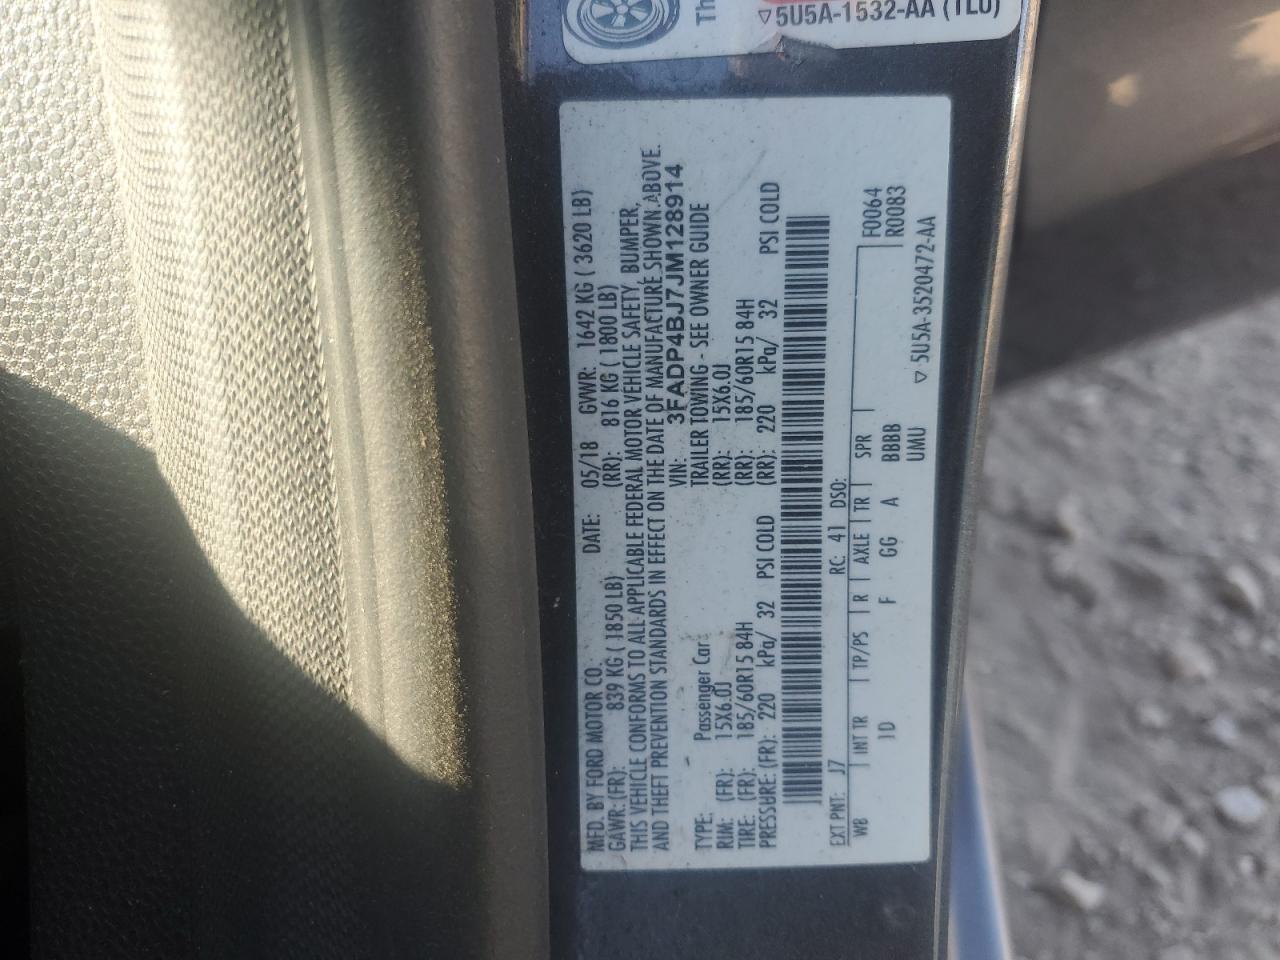 Th
▽5U5A-1532-AA (TLU)
MFD. BY FORD MOTOR CO. DATE: 05/18 GVWR: 1642 KG ( 3620 LB)
GAWR: (FR): 839 KG ( 1850 LB) (RR): 816 KG ( 1800 LB)
THIS VEHICLE CONFORMS TO ALL APPLICABLE FEDERAL MOTOR VEHICLE SAFETY, BUMPER,
AND THEFT PREVENTION STANDARDS IN EFFECT ON THE DATE OF MANUFACTURE SHOWN ABOVE.
VIN: 3FADP4BJ7JM128914
TYPE: Passenger Car TRAILER TOWING - SEE OWNER GUIDE
RIM: (FR): 15X6.0J (RR): 15X6.0J
TIRE: (FR): 185/60R15 84H (RR): 185/60R15 84H
PRESSURE: (FR): 220 kPa/ 32 PSI COLD (RR): 220 kPa/ 32 PSI COLD
EXT PNT: J7 RC: 41 DSO:
WB | INT TR | TP/PS | R | AXLE | TR | SPR | F0064
1D F GG A BBBB R0083
UMU
▽ 5U5A-3520472-AA